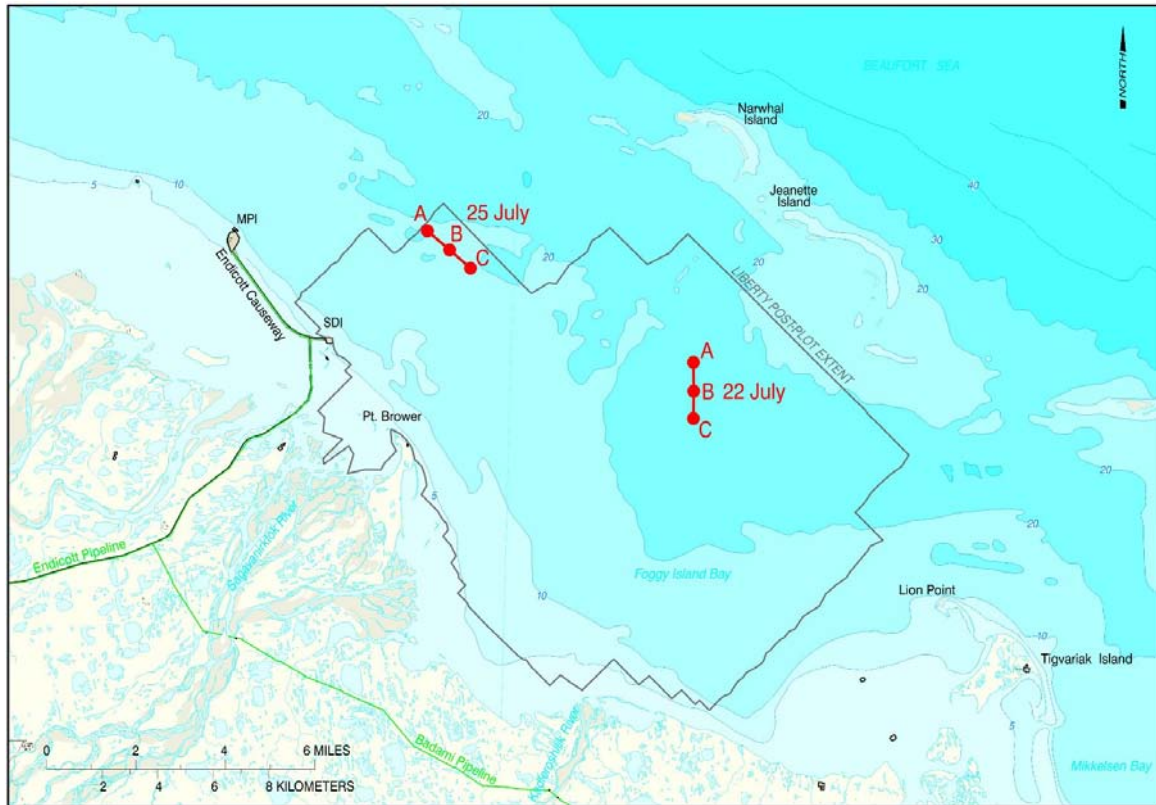 BEAUFORT SEA
NORTH
Narwhal
Island
20
40
5
10
MPI
Jeanette
Island
25 July
A
B
C
30
20
20
Endicott Causeway
SDI
LIBERTY POST-PLOT EXTENT
A
B 22 July
C
Pt. Brower
20
5
20
Endicott Pipeline
Sagavanirktok River
Foggy Island Bay
Lion Point
10
10
Tigvariak Island
5
Badami Pipeline
0 2 4 6 MILES
2 4 6 8 KILOMETERS
Mikkelsen Bay